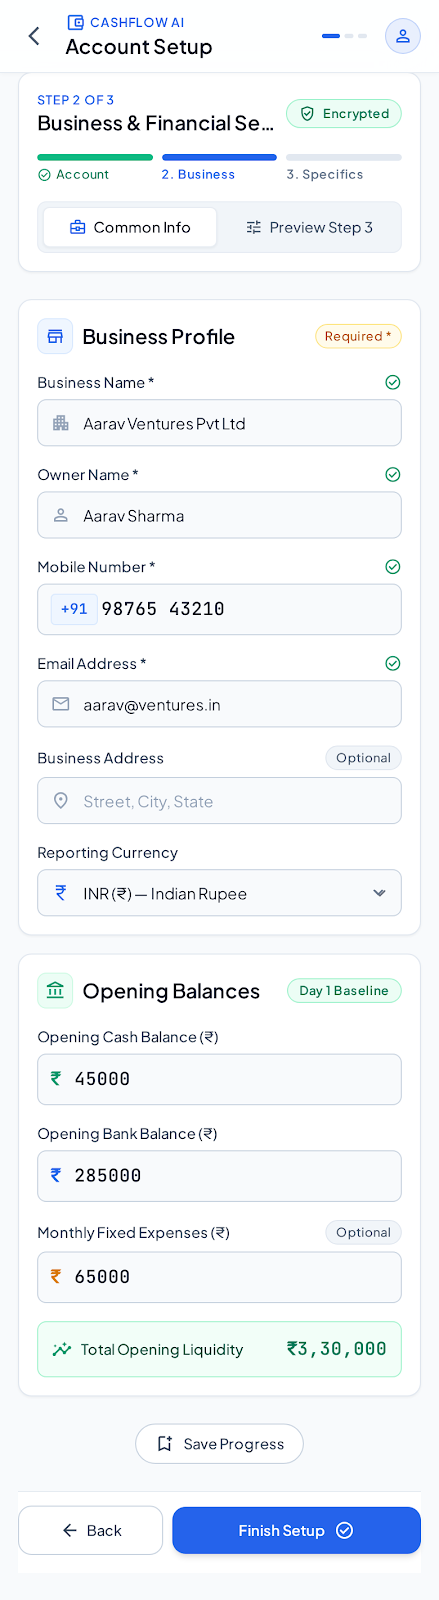 CASHFLOW AI
Account Setup
STEP 2 OF 3
Business & Financial Se...
Encrypted
Account
2. Business
3. Specifics
Common Info
Preview Step 3
Business Profile
Required *
Business Name *
Aarav Ventures Pvt Ltd
Owner Name *
Aarav Sharma
Mobile Number *
+91 98765 43210
Email Address *
aarav@ventures.in
Business Address
Optional
Street, City, State
Reporting Currency
₹ INR (₹) — Indian Rupee
Opening Balances
Day 1 Baseline
Opening Cash Balance (₹)
₹ 45000
Opening Bank Balance (₹)
₹ 285000
Monthly Fixed Expenses (₹)
Optional
₹ 65000
Total Opening Liquidity
₹3,30,000
Save Progress
Back
Finish Setup